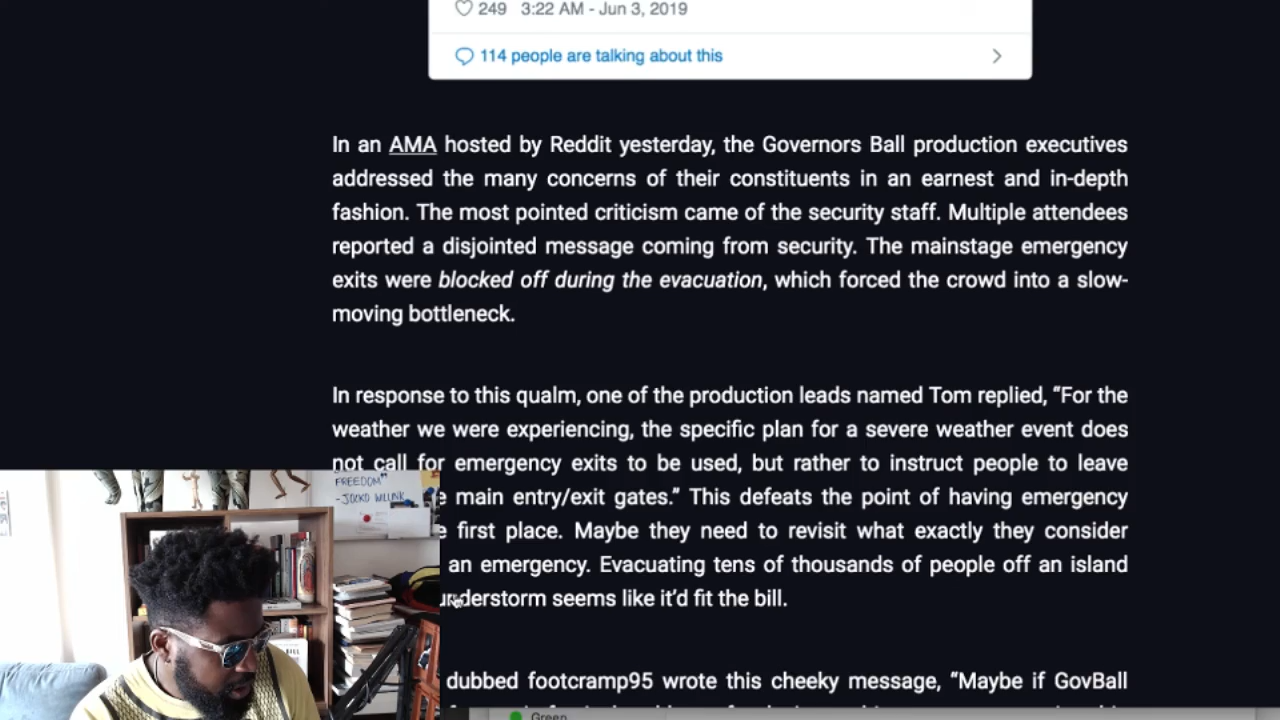 249 3:22 AM - Jun 3, 2019
114 people are talking about this
In an AMA hosted by Reddit yesterday, the Governors Ball production executives
addressed the many concerns of their constituents in an earnest and in-depth
fashion. The most pointed criticism came of the security staff. Multiple attendees
reported a disjointed message coming from security. The mainstage emergency
exits were blocked off during the evacuation, which forced the crowd into a slow-
moving bottleneck.
In response to this qualm, one of the production leads named Tom replied, “For the
weather we were experiencing, the specific plan for a severe weather event does
not call for emergency exits to be used, but rather to instruct people to leave
main entry/exit gates.” This defeats the point of having emergency
first place. Maybe they need to revisit what exactly they consider
an emergency. Evacuating tens of thousands of people off an island
seems like it’d fit the bill.
dubbed footcramp95 wrote this cheeky message, “Maybe if GovBall
FREEDOM"
-JOCKO WILLINK
Green